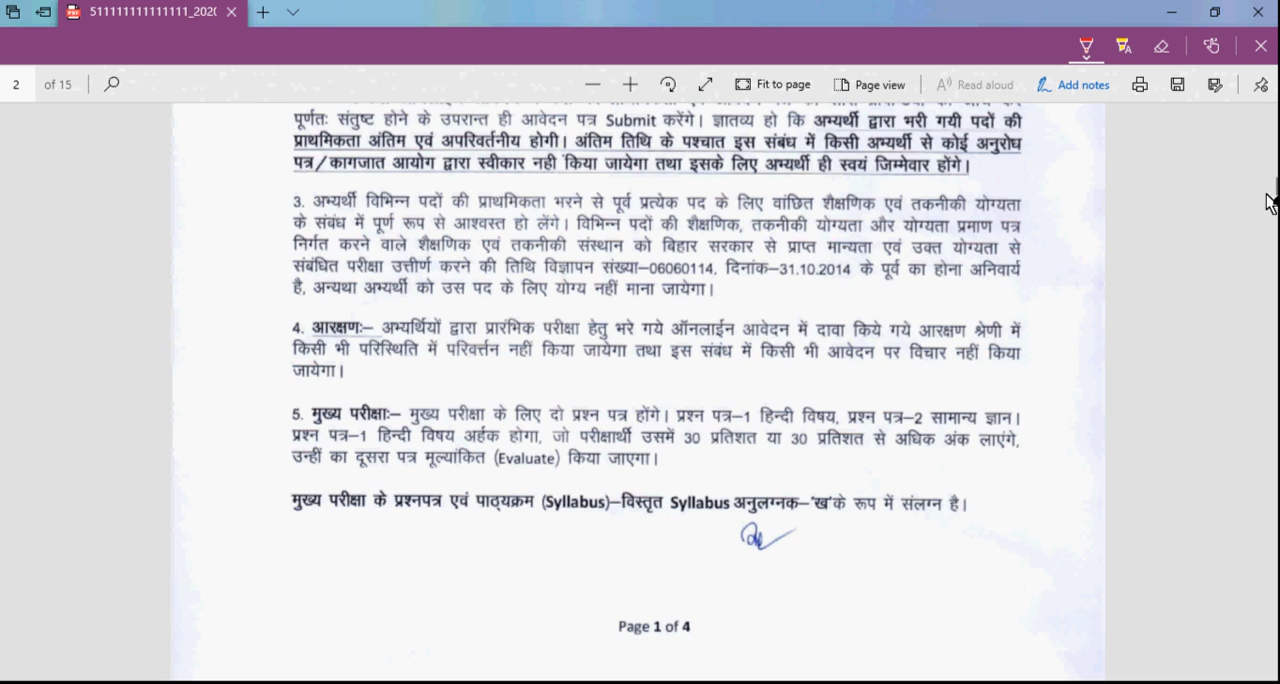 511111111111111_202(
2 of 15
Fit to page
Page view
Read aloud
Add notes
पूर्णतः संतुष्ट होने के उपरान्त ही आवेदन पत्र Submit करेंगे। ज्ञातव्य हो कि अभ्यर्थी द्वारा भरी गयी पदों की
प्राथमिकता अंतिम एवं अपरिवर्तनीय होगी। अंतिम तिथि के पश्चात इस संबंध में किसी अभ्यर्थी से कोई अनुरोध
पत्र/कागजात आयोग द्वारा स्वीकार नही किया जायेगा तथा इसके लिए अभ्यर्थी ही स्वयं जिम्मेवार होंगे।
3. अभ्यर्थी विभिन्न पदों की प्राथमिकता भरने से पूर्व प्रत्येक पद के लिए वांछित शैक्षणिक एवं तकनीकी योग्यता
के संबंध में पूर्ण रूप से आश्वस्त हो लेंगे। विभिन्न पदों की शैक्षणिक, तकनीकी योग्यता और योग्यता प्रमाण पत्र
निर्गत करने वाले शैक्षणिक एवं तकनीकी संस्थान को बिहार सरकार से प्राप्त मान्यता एवं उक्त योग्यता से
संबंधित परीक्षा उत्तीर्ण करने की तिथि विज्ञापन संख्या–06060114, दिनांक–31.10.2014 के पूर्व का होना अनिवार्य
है, अन्यथा अभ्यर्थी को उस पद के लिए योग्य नहीं माना जायेगा।
4. आरक्षणः– अभ्यर्थियों द्वारा प्रारंभिक परीक्षा हेतु भरे गये ऑनलाईन आवेदन में दावा किये गये आरक्षण श्रेणी में
किसी भी परिस्थिति में परिवर्त्तन नहीं किया जायेगा तथा इस संबंध में किसी भी आवेदन पर विचार नहीं किया
जायेगा।
5. मुख्य परीक्षाः– मुख्य परीक्षा के लिए दो प्रश्न पत्र होंगे। प्रश्न पत्र–1 हिन्दी विषय, प्रश्न पत्र–2 सामान्य ज्ञान।
प्रश्न पत्र–1 हिन्दी विषय अर्हक होगा, जो परीक्षार्थी उसमें 30 प्रतिशत या 30 प्रतिशत से अधिक अंक लाएंगे,
उन्हीं का दूसरा पत्र मूल्यांकित (Evaluate) किया जाएगा।
मुख्य परीक्षा के प्रश्नपत्र एवं पाठ्यक्रम (Syllabus)–विस्तृत Syllabus अनुलग्नक–'ख'के रूप में संलग्न है।
Page 1 of 4